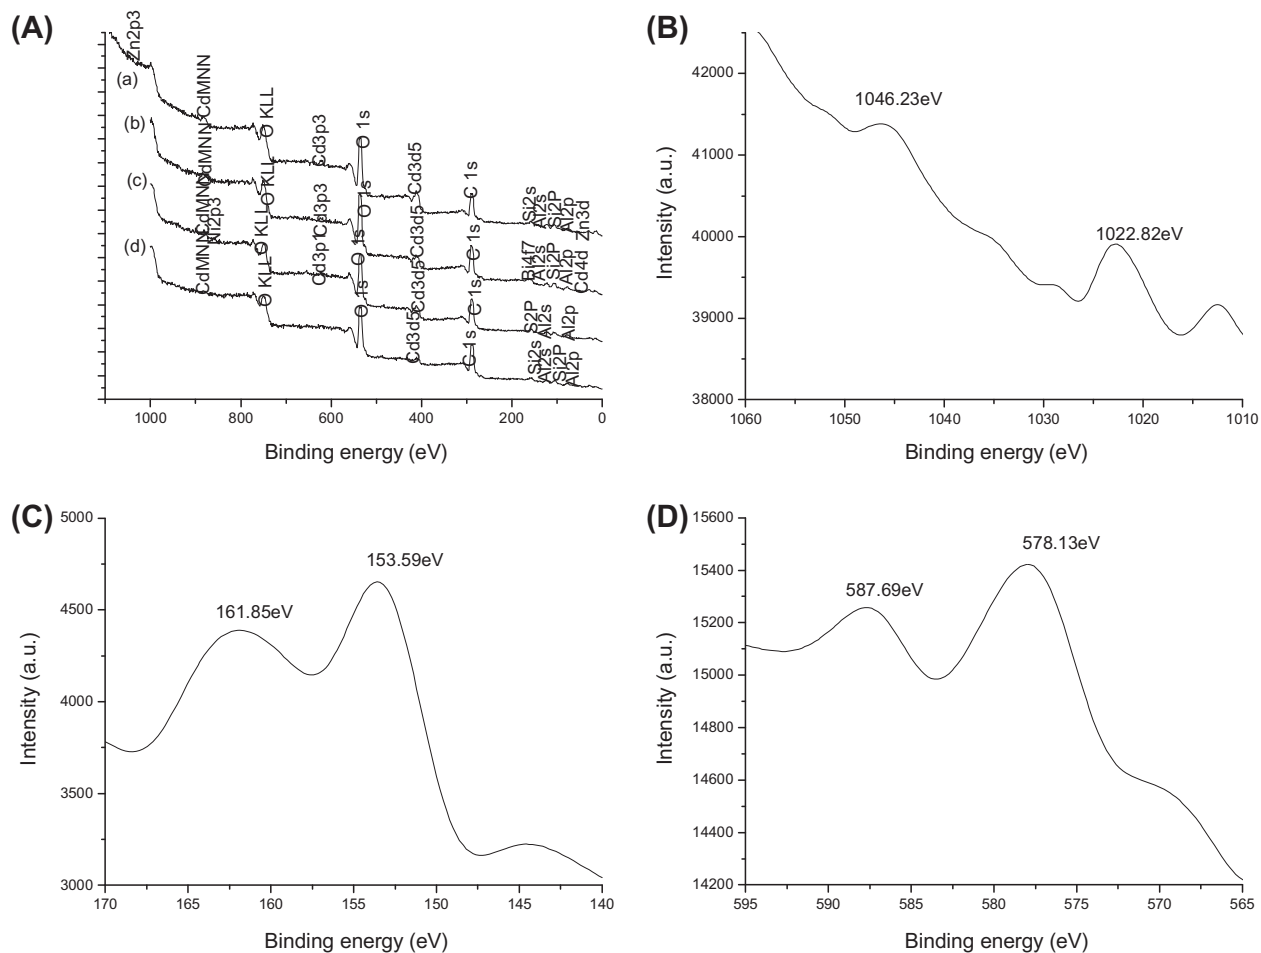 (A)
Zn2p3
(a)
CdMNN
O KLL
Cd3p3
O 1s
Cd3d5
C 1s
Si2s
Al2s
Si2P
Al2p
Zn3d
(b)
CdMNN
O KLL
Cd3p3
O 1s
Cd3d5
C 1s
Bi4f7
Al2s
Si2P
Al2p
Cd4d
(c)
CdMNN
Ni2p3
O KLL
Cd3p1
O 1s
Cd3d5
C 1s
S2P
Al2s
Al2p
(d)
CdMNN
O KLL
O 1s
Cd3d5
C 1s
Si2s
Al2s
Si2P
Al2p
1000 800 600 400 200 0
Binding energy (eV)
(B)
42000
41000
40000
39000
38000
1046.23eV
1022.82eV
Intensity (a.u.)
1060 1050 1040 1030 1020 1010
Binding energy (eV)
(C)
5000
4500
4000
3500
3000
153.59eV
161.85eV
Intensity (a.u.)
170 165 160 155 150 145 140
Binding energy (eV)
(D)
15600
15400
15200
15000
14800
14600
14400
14200
578.13eV
587.69eV
Intensity (a.u.)
595 590 585 580 575 570 565
Binding energy (eV)